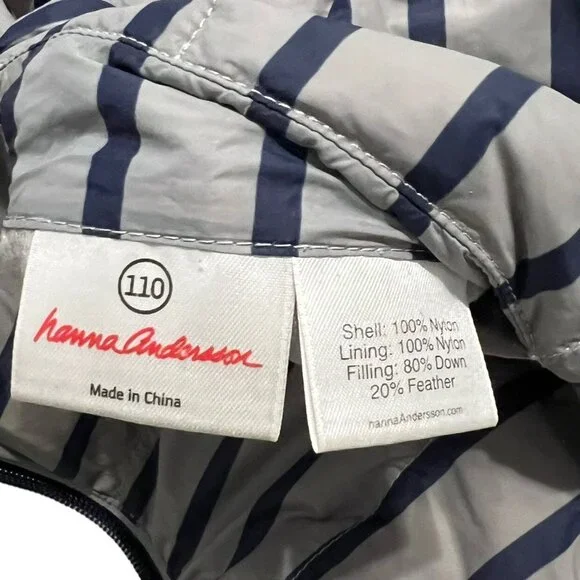 110
hanna Andersson
Made in China
Shell: 100% Nylon
Lining: 100% Nylon
Filling: 80% Down
20% Feather
hannaAndersson.com